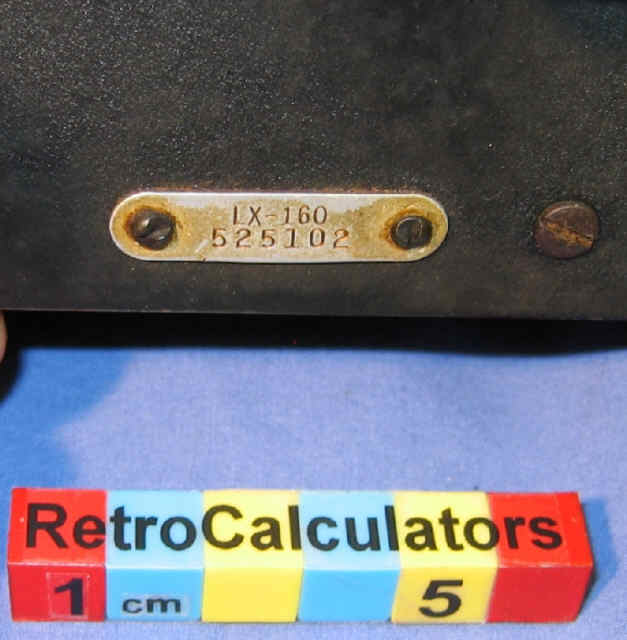 LX-160
525102
RetroCalculators
1 cm 5